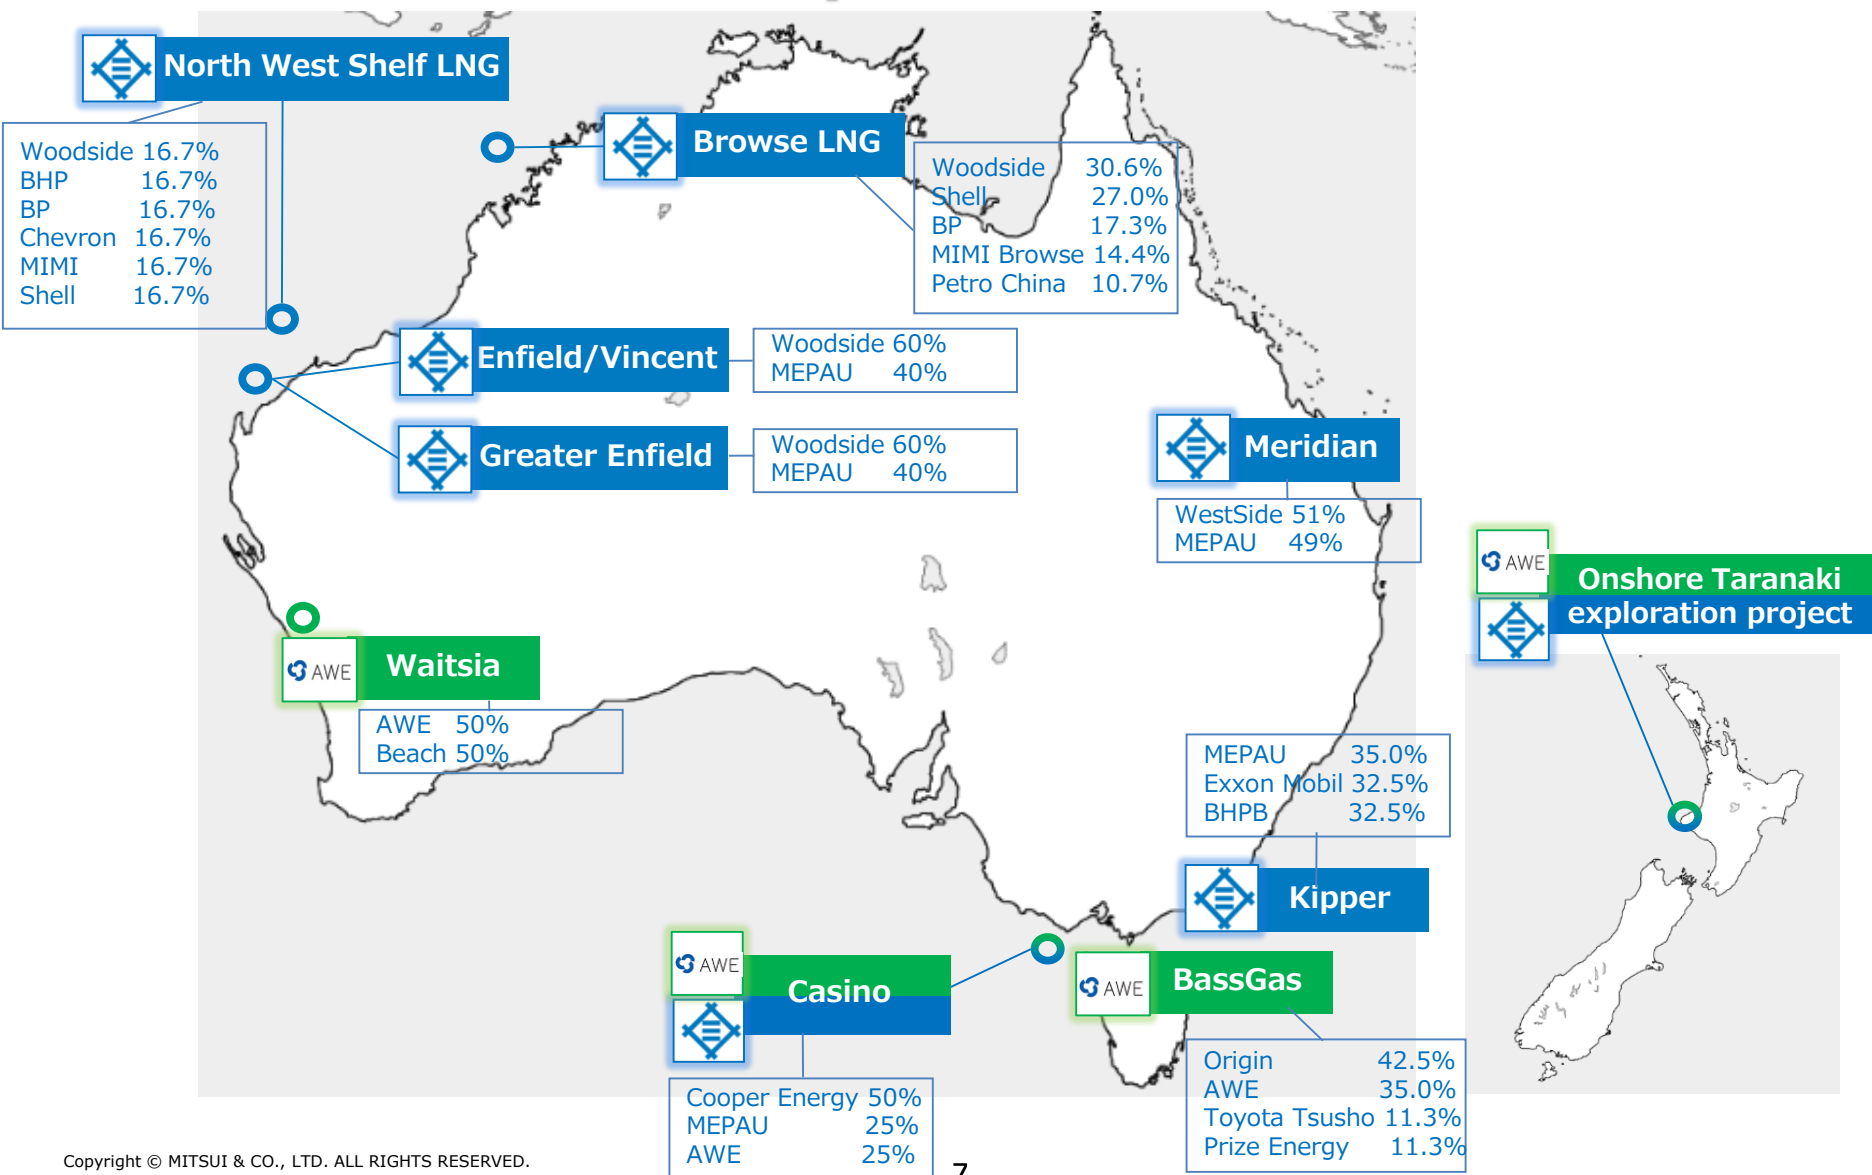 North West Shelf LNG
Woodside 16.7%
BHP 16.7%
BP 16.7%
Chevron 16.7%
MIMI 16.7%
Shell 16.7%
Browse LNG
Woodside 30.6%
Shell 27.0%
BP 17.3%
MIMI Browse 14.4%
Petro China 10.7%
Enfield/Vincent
Woodside 60%
MEPAU 40%
Greater Enfield
Woodside 60%
MEPAU 40%
Meridian
WestSide 51%
MEPAU 49%
AWE
Onshore Taranaki
exploration project
AWE
Waitsia
AWE 50%
Beach 50%
MEPAU 35.0%
Exxon Mobil 32.5%
BHPB 32.5%
Kipper
AWE
Casino
Cooper Energy 50%
MEPAU 25%
AWE 25%
AWE
BassGas
Origin 42.5%
AWE 35.0%
Toyota Tsusho 11.3%
Prize Energy 11.3%
Copyright © MITSUI & CO., LTD. ALL RIGHTS RESERVED.
7